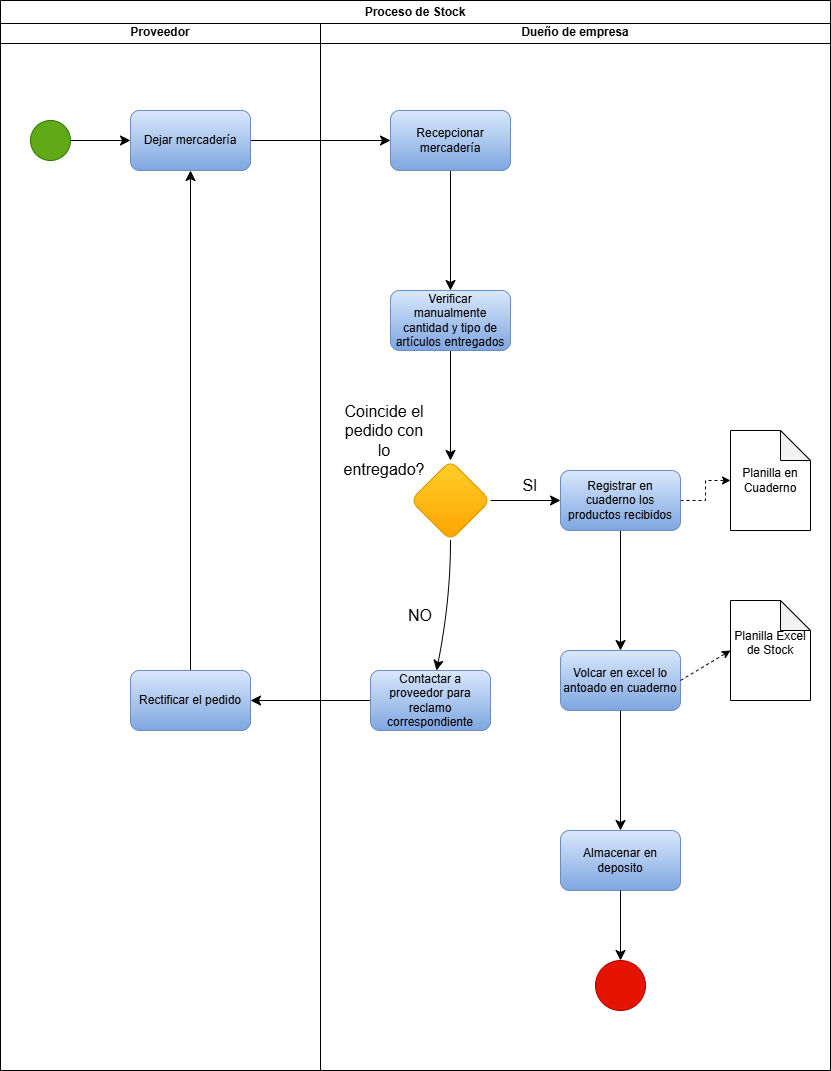 Proceso de Stock
Proveedor
Dueño de empresa
Dejar mercadería
Recepcionar
mercadería
Verificar
manualmente
cantidad y tipo de
artículos entregados
Coincide el
pedido con
lo
entregado?
SI
Registrar en
cuaderno los
productos recibidos
Planilla en
Cuaderno
NO
Planilla Excel
de Stock
Volcar en excel lo
antoado en cuaderno
Contactar a
proveedor para
reclamo
correspondiente
Rectificar el pedido
Almacenar en
deposito